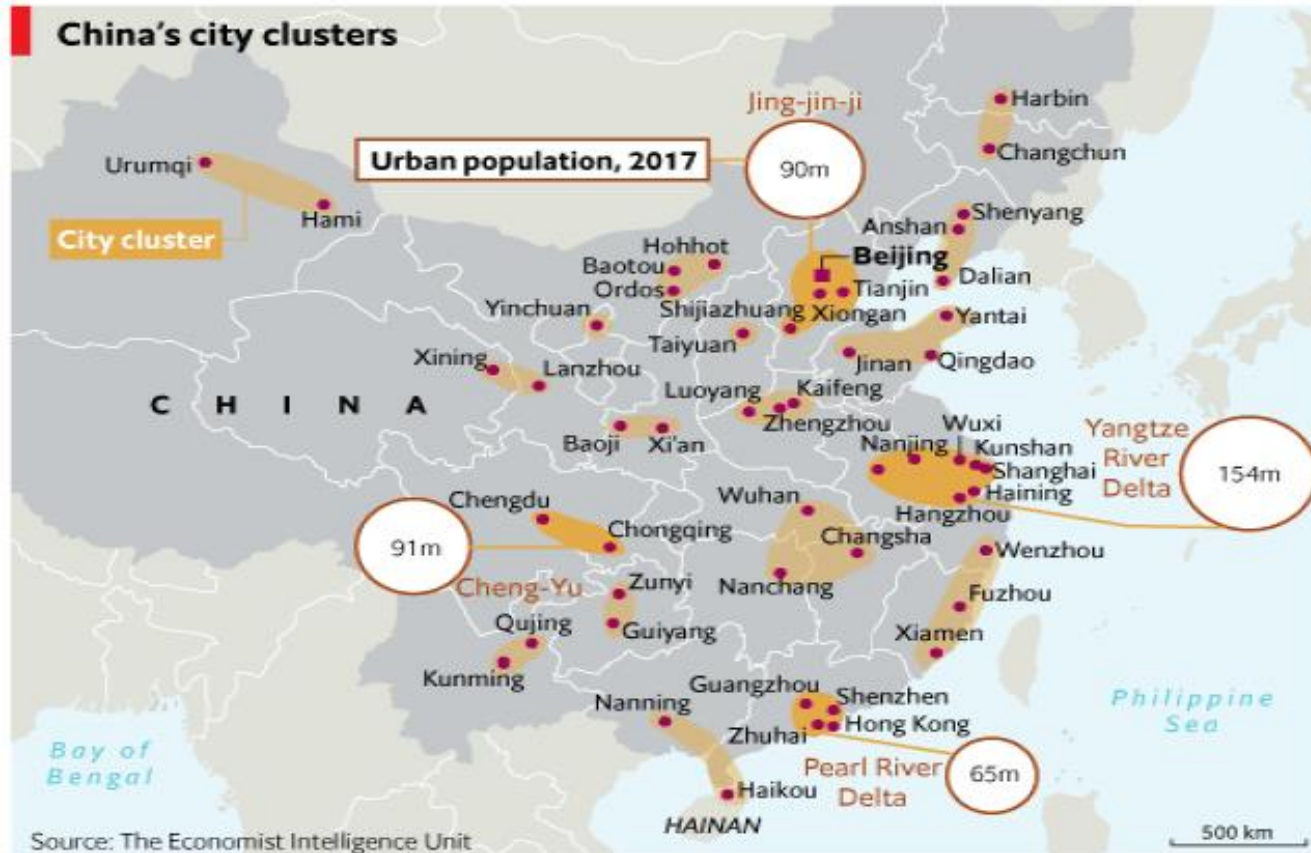 China's city clusters
Jing-jin-ji
Harbin
Urumqi
Urban population, 2017
90m
Changchun
Hami
City cluster
Shenyang
Anshan
Hohhot
Beijing
Baotou
Ordos
Dalian
Tianjin
Yinchuan
Shijiazhuang
Xiongan
Yantai
Taiyuan
Xining
Lanzhou
Jinan
Qingdao
CHINA
Luoyang
Kaifeng
Zhengzhou
Wuxi
Baoji
Xi'an
Nanjing
Kunshan
Yangtze
River
Delta
Shanghai
154m
Chengdu
Wuhan
Haining
Hangzhou
Chongqing
91m
Changsha
Wenzhou
Cheng-Yu
Zunyi
Nanchang
Fuzhou
Qujing
Guiyang
Xiamen
Kunming
Guangzhou
Shenzhen
Nanning
Hong Kong
Zhuhai
Philippine
Sea
Bay of
Bengal
Pearl River
Delta
65m
Haikou
HAINAN
500 km
Source: The Economist Intelligence Unit